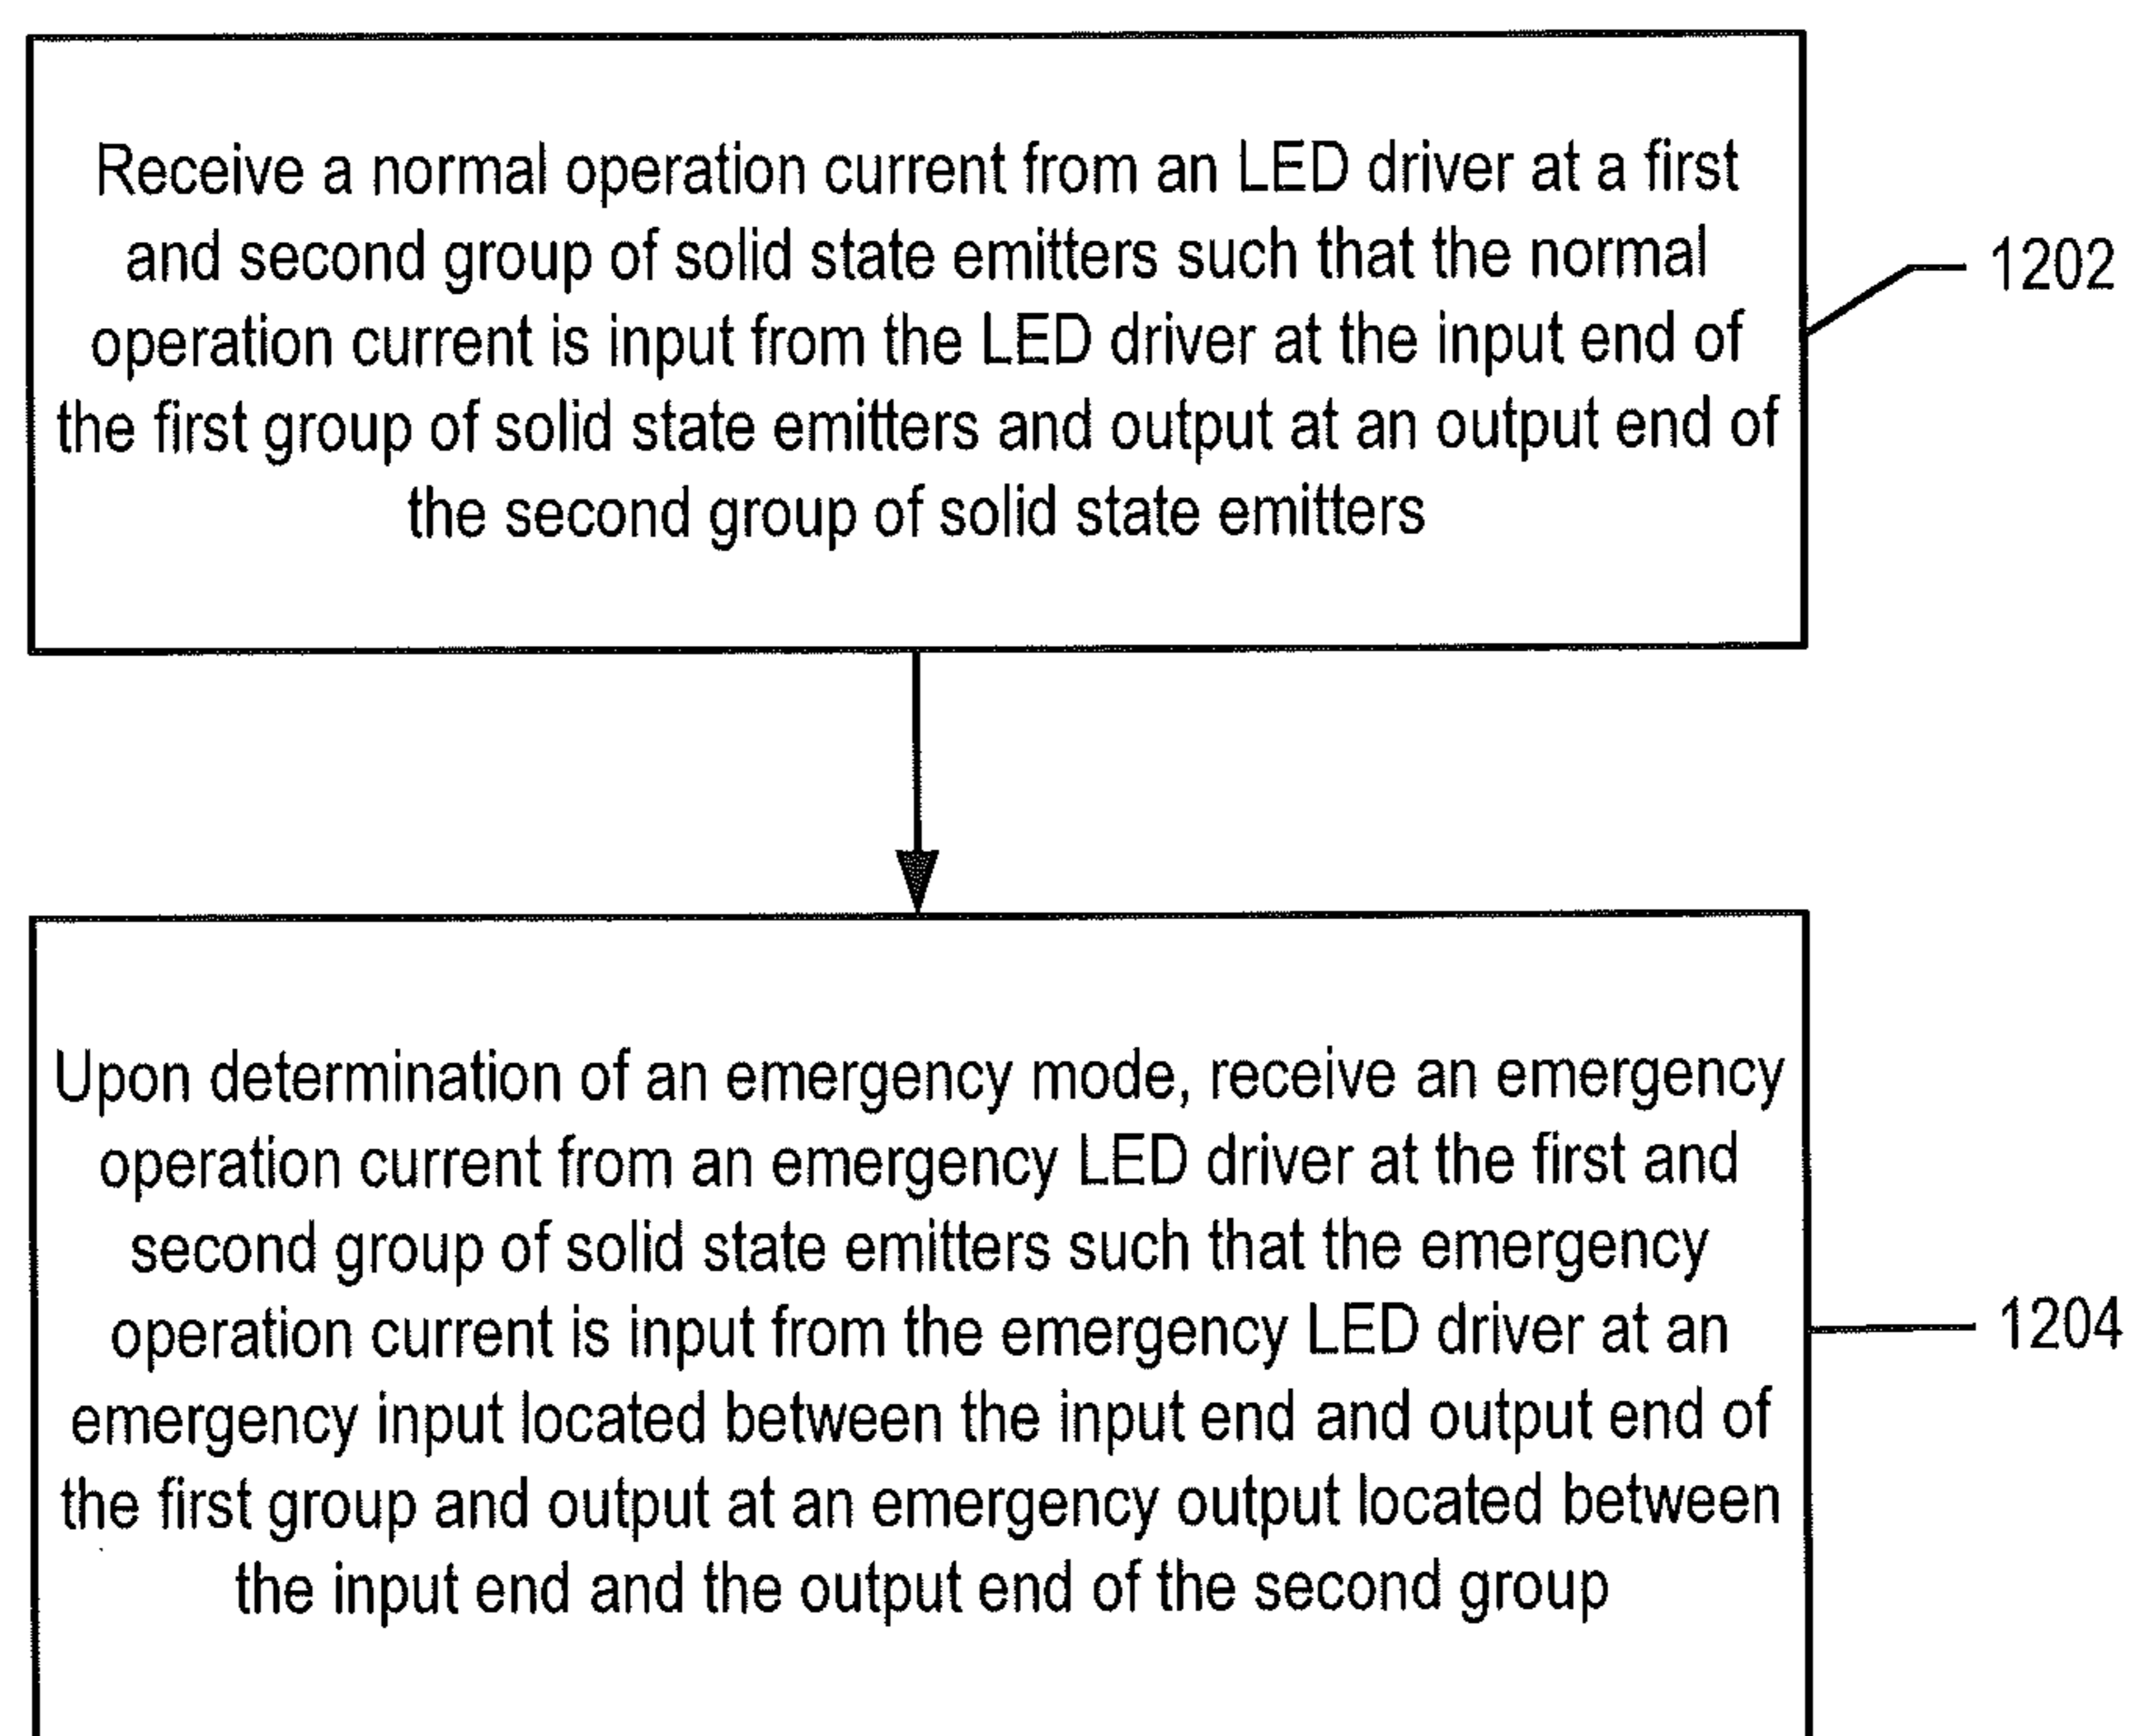 Receive a normal operation current from an LED driver at a first
and second group of solid state emitters such that the normal
operation current is input from the LED driver at the input end of
the first group of solid state emitters and output at an output end of
the second group of solid state emitters
1202
Upon determination of an emergency mode, receive an emergency
operation current from an emergency LED driver at the first and
second group of solid state emitters such that the emergency
operation current is input from the emergency LED driver at an
emergency input located between the input end and output end of
the first group and output at an emergency output located between
the input end and the output end of the second group
1204